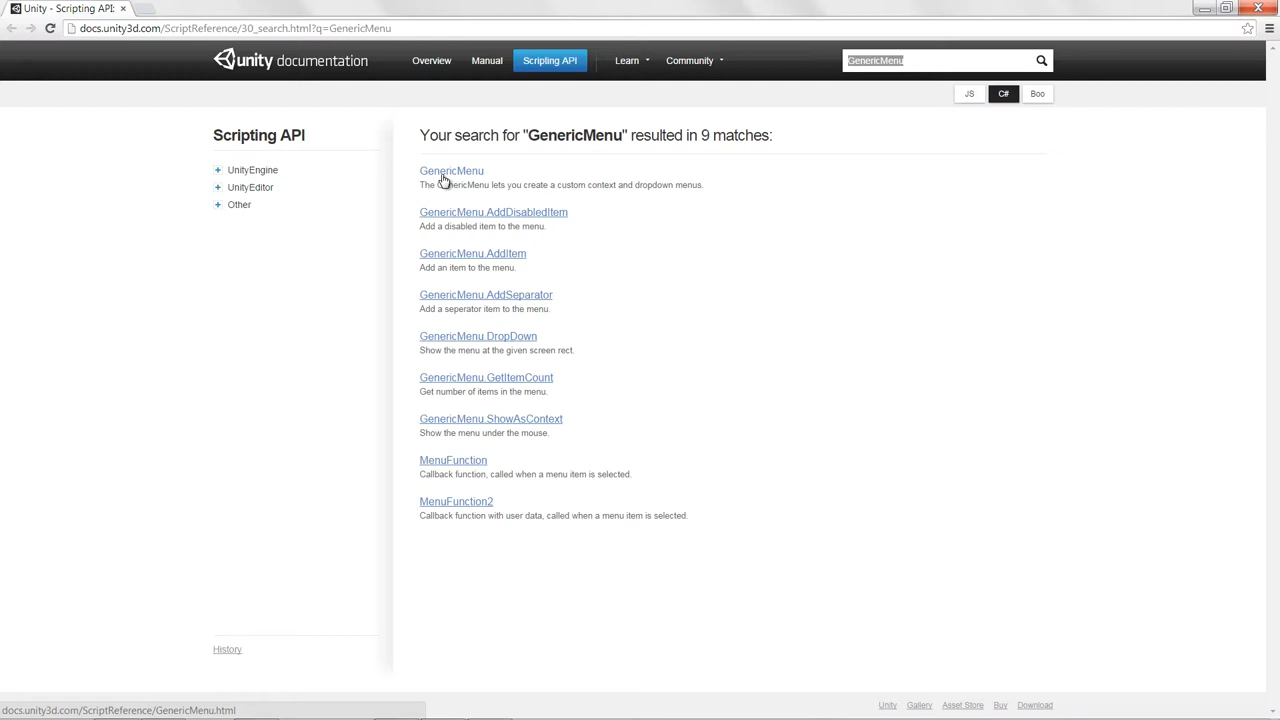 Unity - Scripting API:
docs.unity3d.com/ScriptReference/30_search.html?q=GenericMenu
unity documentation
Overview
Manual
Scripting API
Learn
Community
GenericMenu
JS
C#
Boo
Scripting API
UnityEngine
UnityEditor
Other
History
Your search for "GenericMenu" resulted in 9 matches:
GenericMenu
The GenericMenu lets you create a custom context and dropdown menus.
GenericMenu.AddDisabledItem
Add a disabled item to the menu.
GenericMenu.AddItem
Add an item to the menu.
GenericMenu.AddSeparator
Add a seperator item to the menu.
GenericMenu.DropDown
Show the menu at the given screen rect.
GenericMenu.GetItemCount
Get number of items in the menu.
GenericMenu.ShowAsContext
Show the menu under the mouse.
MenuFunction
Callback function, called when a menu item is selected.
MenuFunction2
Callback function with user data, called when a menu item is selected.
Unity
Gallery
Asset Store
Buy
Download
docs.unity3d.com/ScriptReference/GenericMenu.html